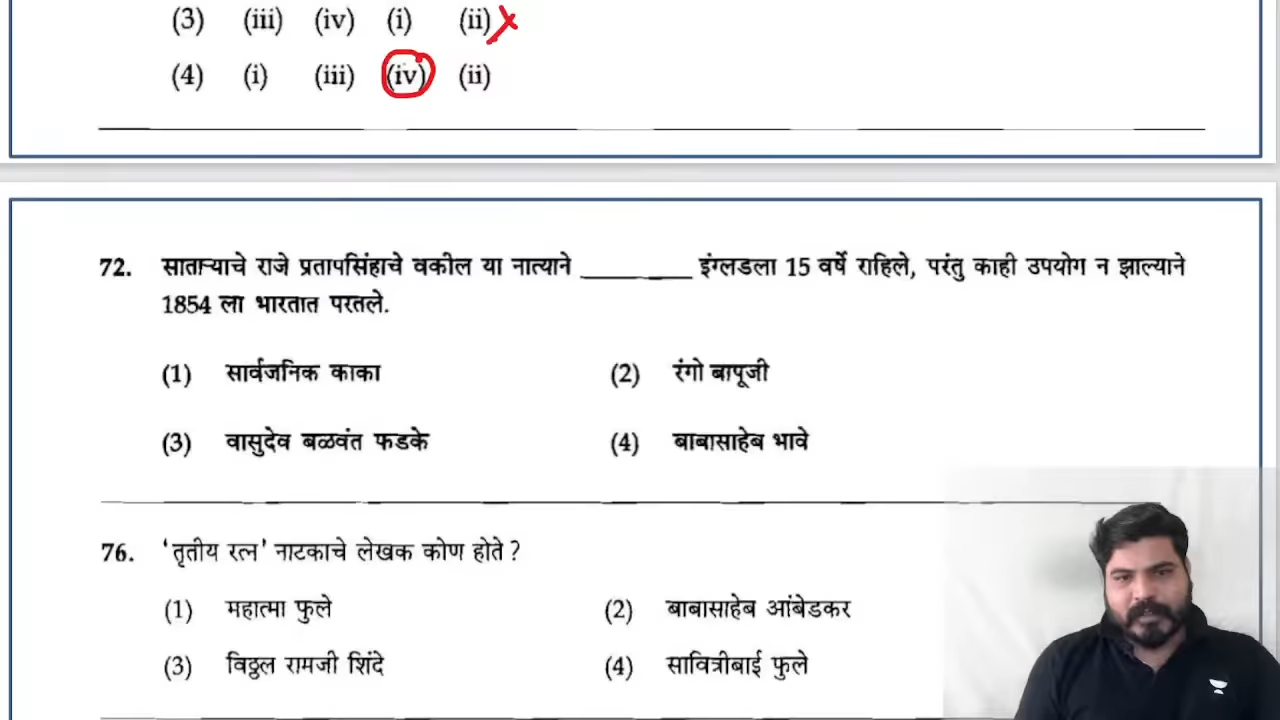 (3) (iii) (iv) (i) (ii)
(4) (i) (iii) (iv) (ii)
72. साताऱ्याचे राजे प्रतापसिंहाचे वकील या नात्याने ________ इंग्लडला 15 वर्षे राहिले, परंतु काही उपयोग न झाल्याने
1854 ला भारतात परतले.
(1) सार्वजनिक काका (2) रंगो बापूजी
(3) वासुदेव बळवंत फडके (4) बाबासाहेब भावे
76. 'तृतीय रत्न' नाटकाचे लेखक कोण होते ?
(1) महात्मा फुले (2) बाबासाहेब आंबेडकर
(3) विठ्ठल रामजी शिंदे (4) सावित्रीबाई फुले